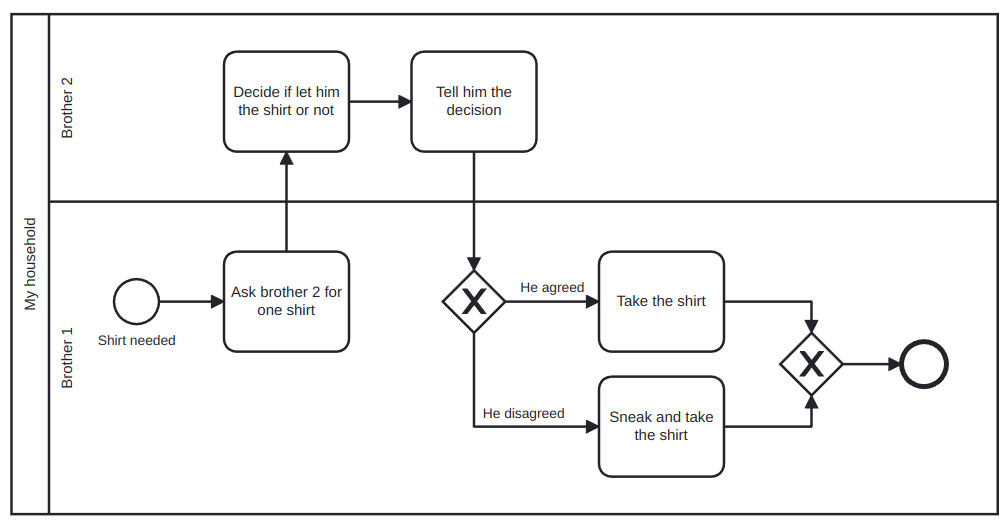 My household
Brother 2
Decide if let him
the shirt or not
Tell him the
decision
Brother 1
Shirt needed
Ask brother 2 for
one shirt
X
He agreed
Take the shirt
He disagreed
Sneak and take
the shirt
X